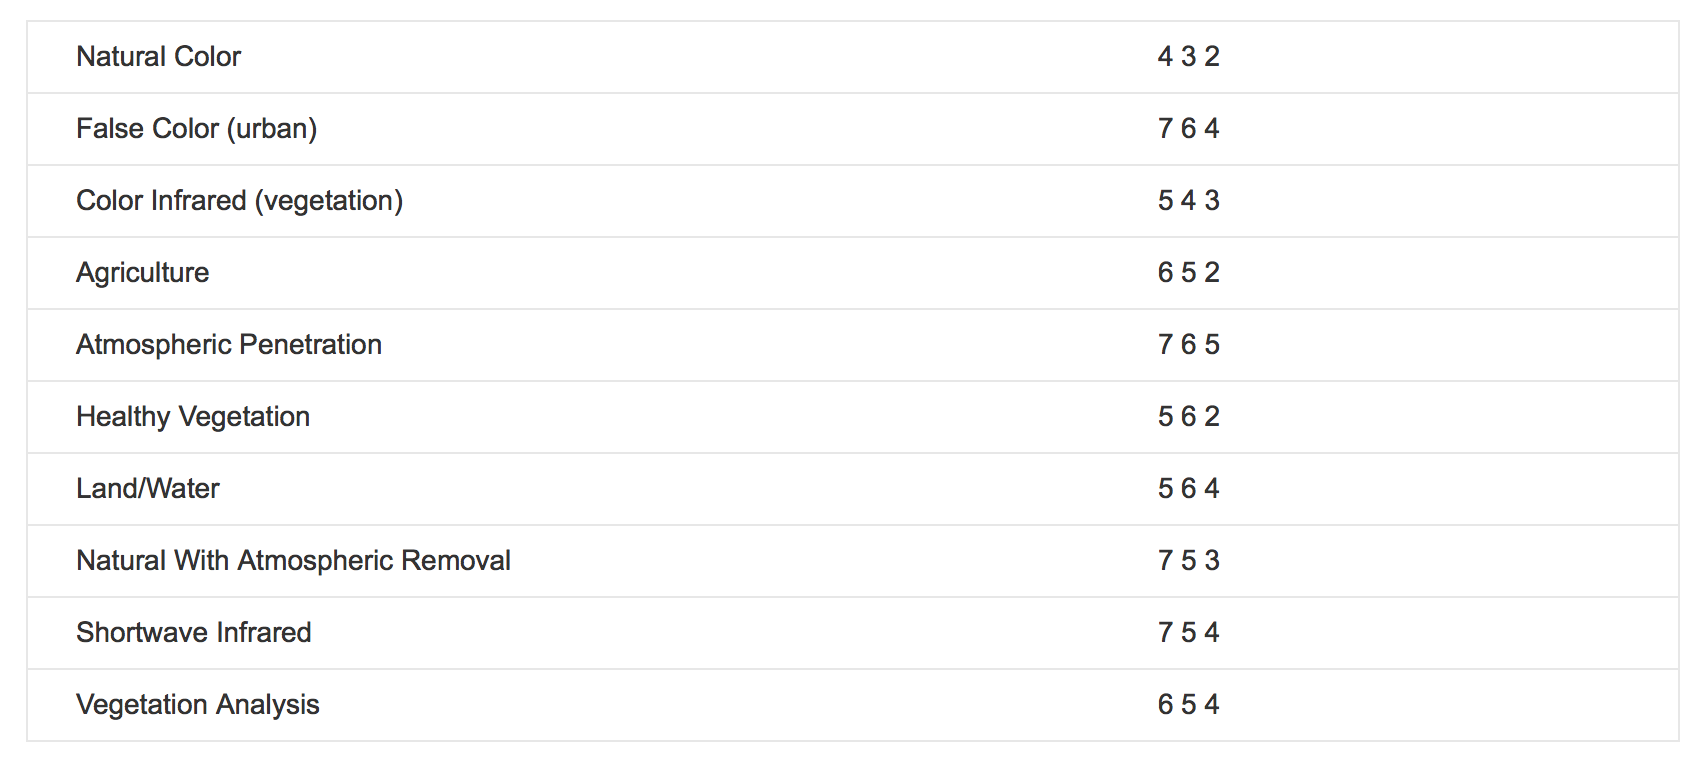 Natural Color 4 3 2
False Color (urban) 7 6 4
Color Infrared (vegetation) 5 4 3
Agriculture 6 5 2
Atmospheric Penetration 7 6 5
Healthy Vegetation 5 6 2
Land/Water 5 6 4
Natural With Atmospheric Removal 7 5 3
Shortwave Infrared 7 5 4
Vegetation Analysis 6 5 4